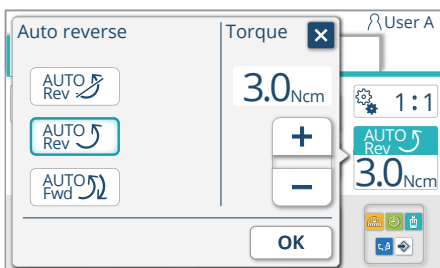 Auto reverse
Torque
User A
AUTO
Rev
3.0Ncm
1:1
AUTO
Rev
+
AUTO
Rev
3.0Ncm
AUTO
Fwd
−
OK